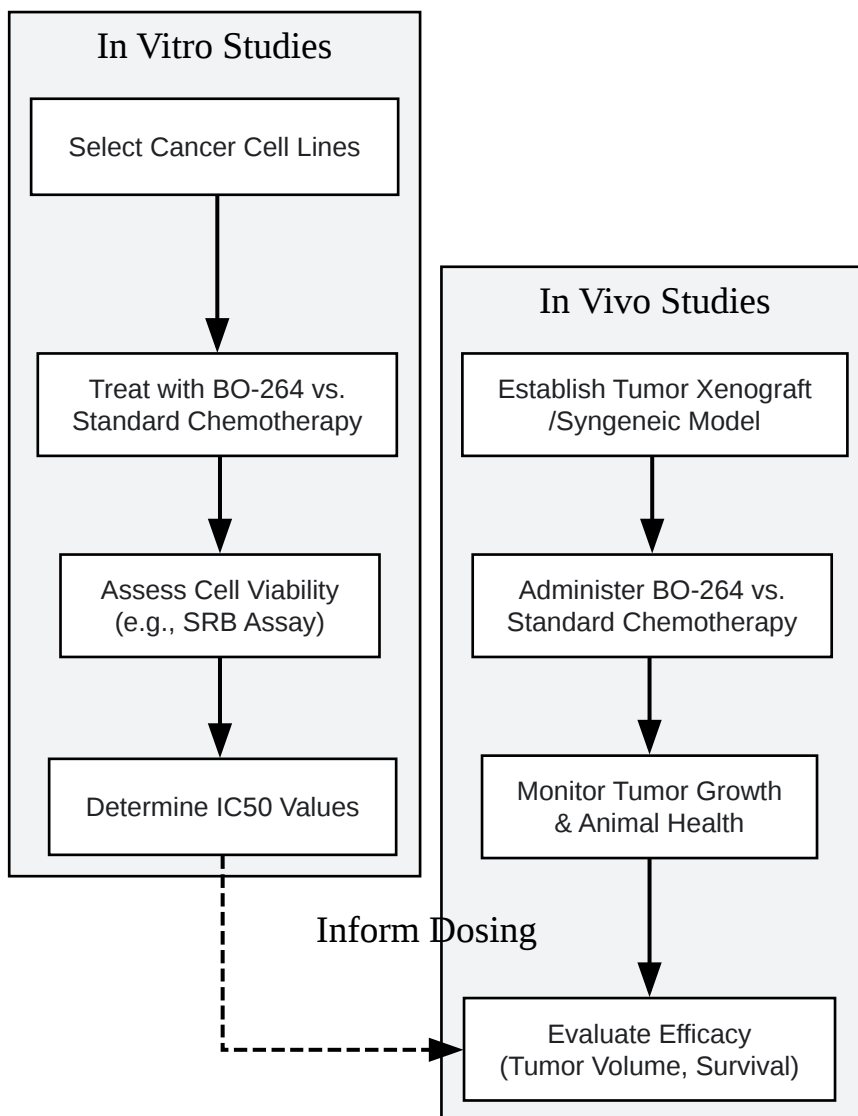 In Vitro Studies
Select Cancer Cell Lines
Treat with BO-264 vs.
Standard Chemotherapy
Assess Cell Viability
(e.g., SRB Assay)
Determine IC50 Values
Inform Dosing
In Vivo Studies
Establish Tumor Xenograft
/Syngeneic Model
Administer BO-264 vs.
Standard Chemotherapy
Monitor Tumor Growth
& Animal Health
Evaluate Efficacy
(Tumor Volume, Survival)